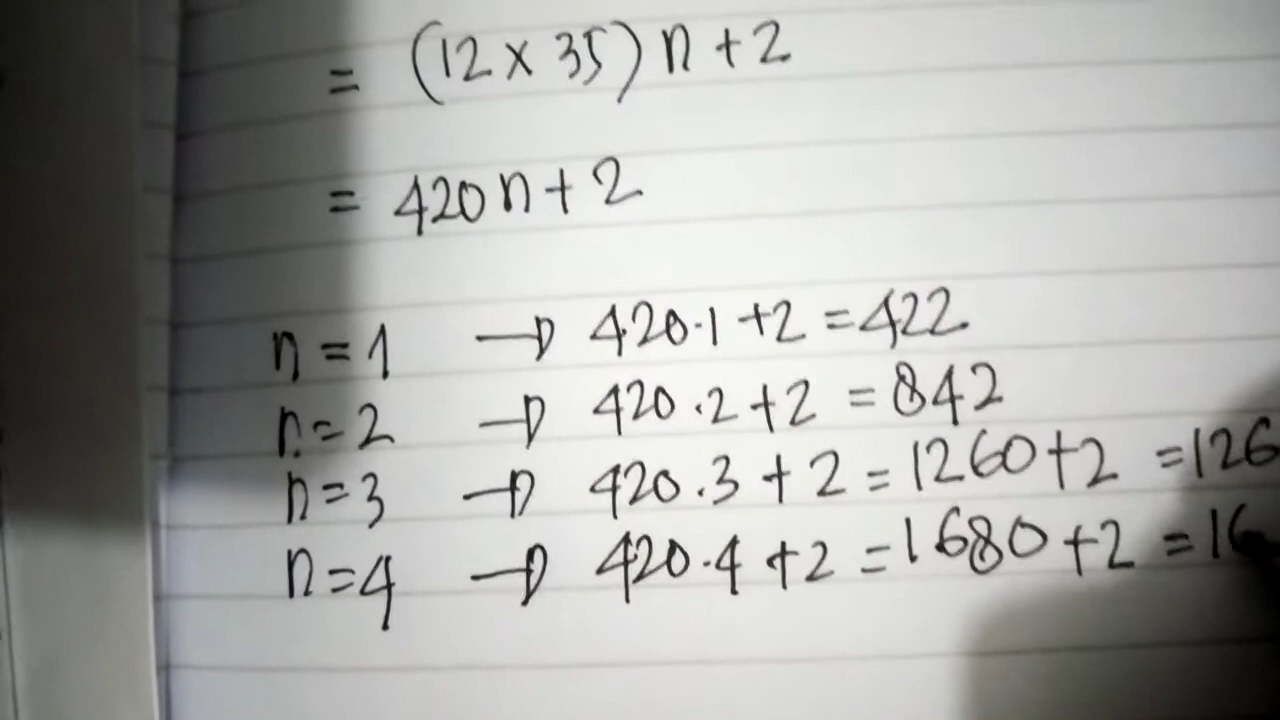 = (12 × 35) n + 2
= 420 n + 2
n = 1 → 420·1 + 2 = 422
n = 2 → 420·2 + 2 = 842
n = 3 → 420·3 + 2 = 1260 + 2 = 126
n = 4 → 420·4 + 2 = 1680 + 2 = 16